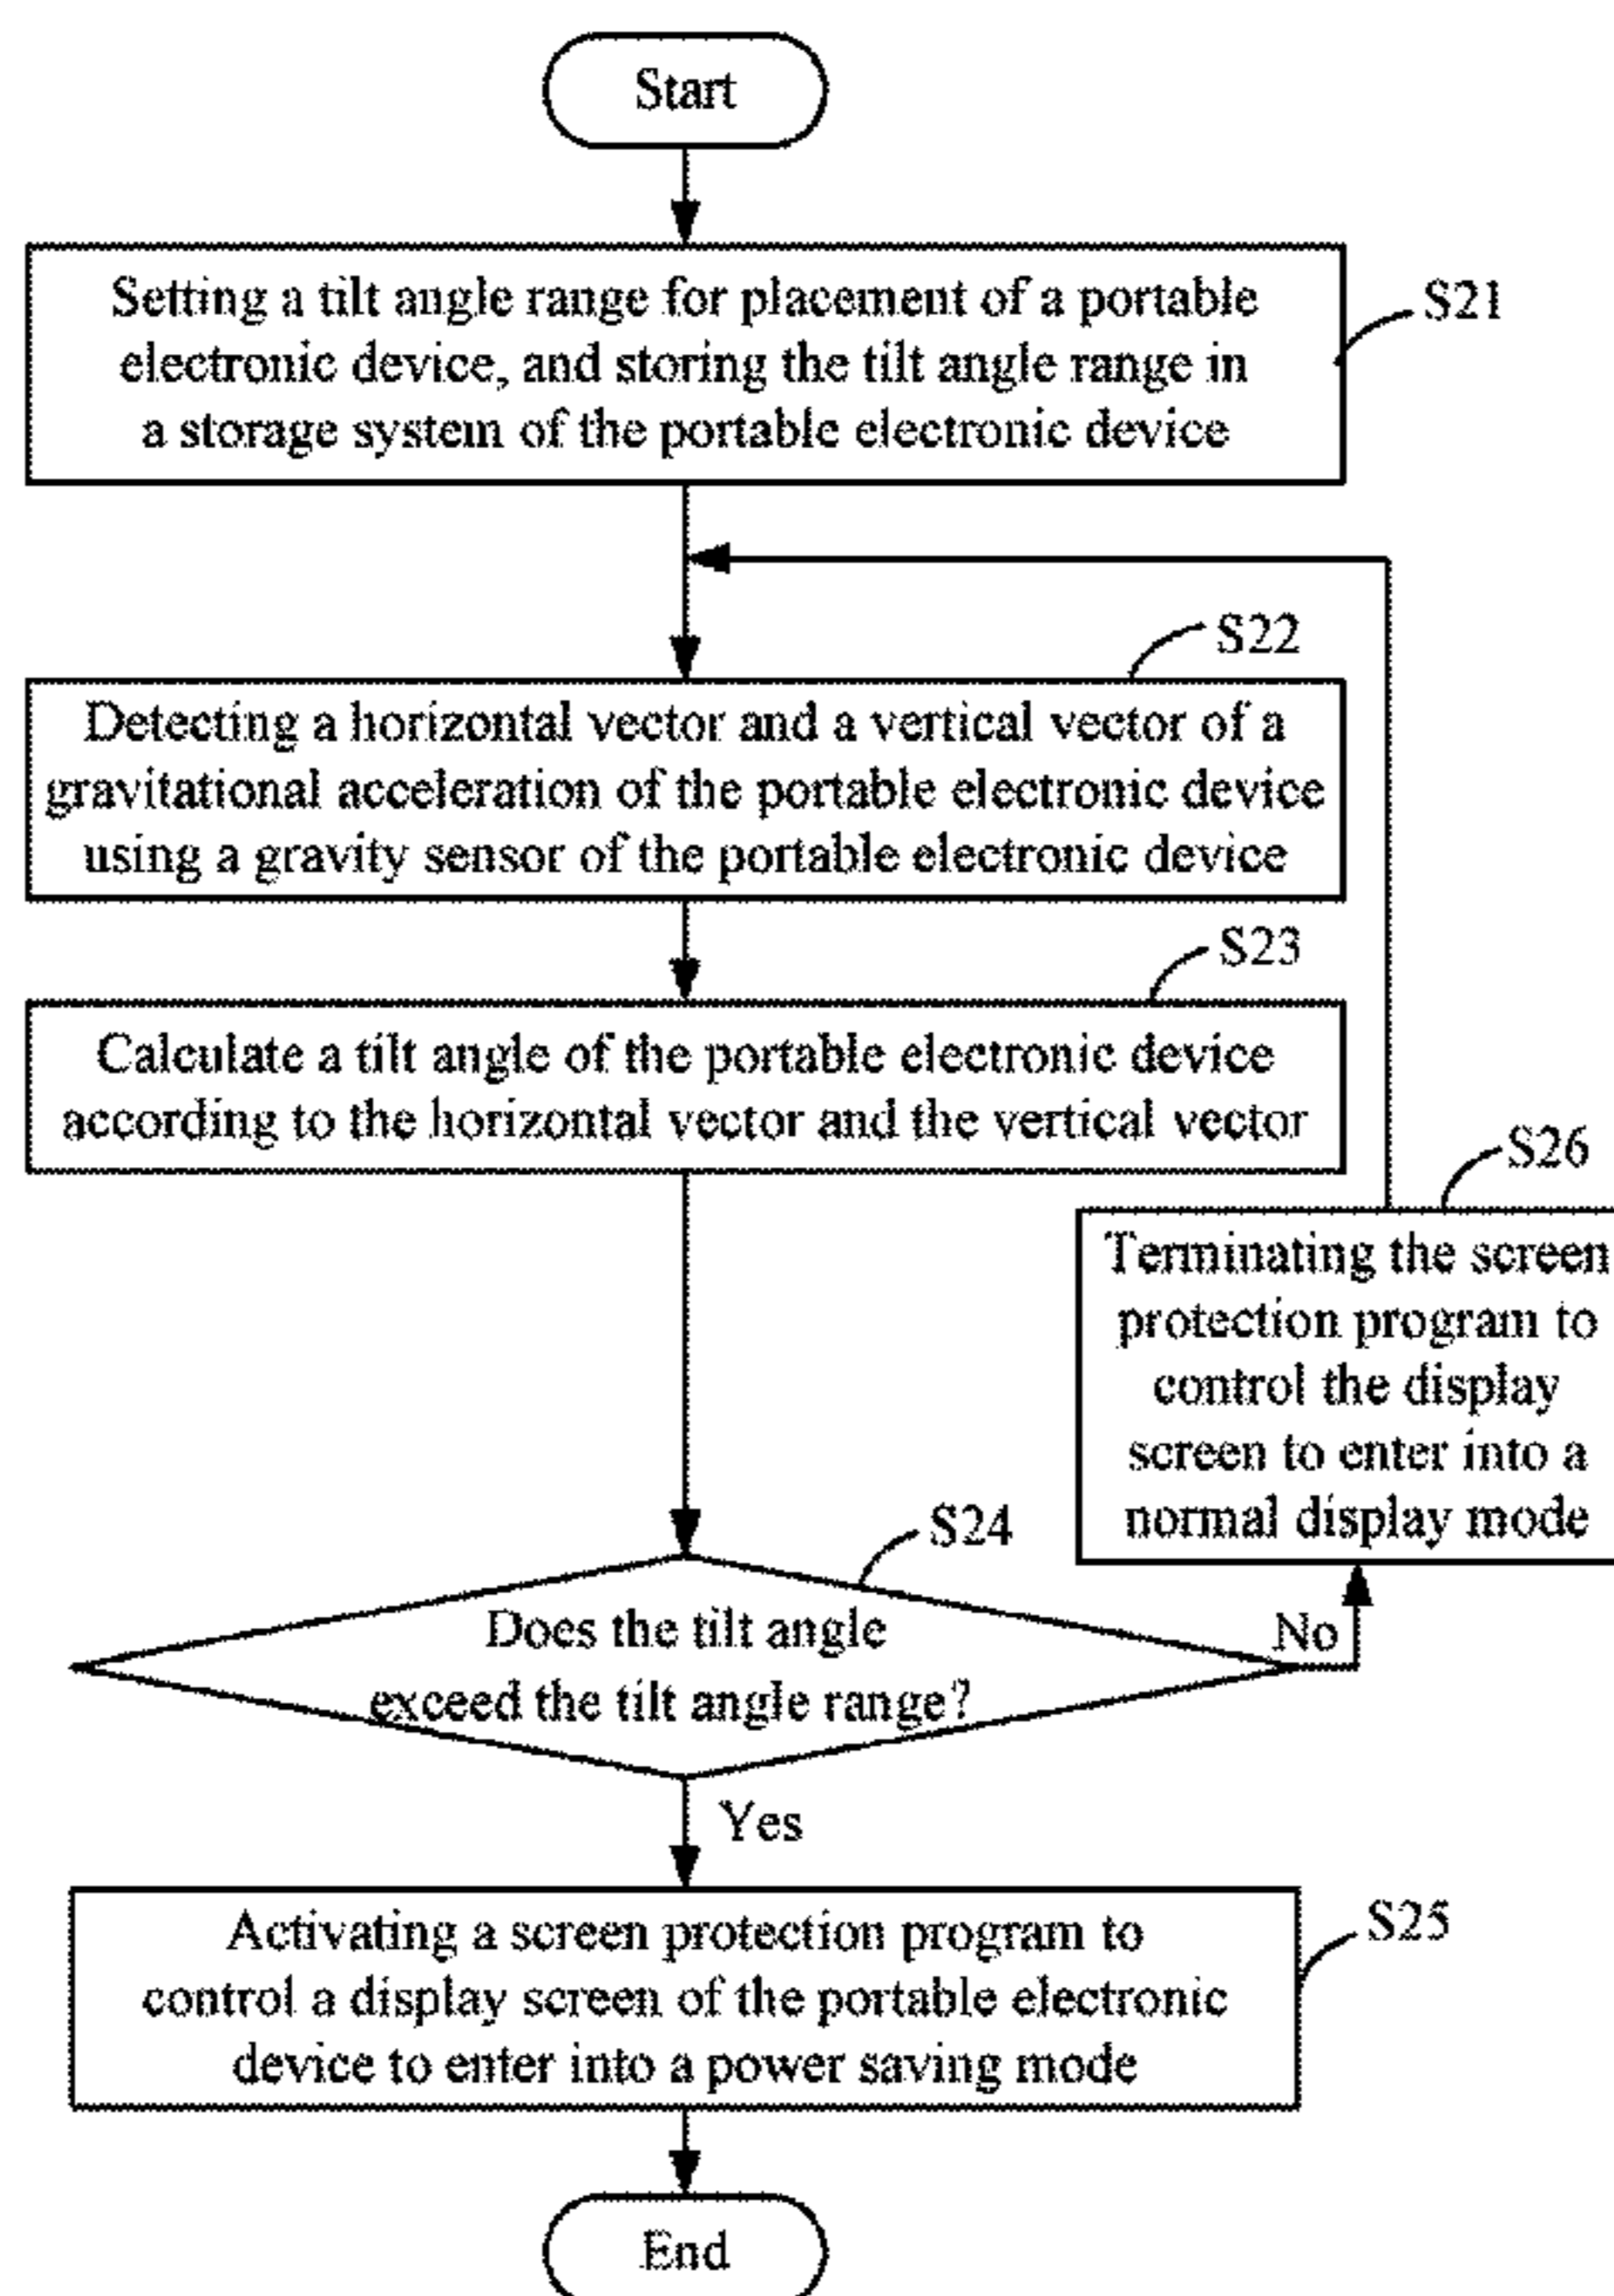 Start
Setting a tilt angle range for placement of a portable
electronic device, and storing the tilt angle range in
a storage system of the portable electronic device
S21
S22
Detecting a horizontal vector and a vertical vector of a
gravitational acceleration of the portable electronic device
using a gravity sensor of the portable electronic device
S23
Calculate a tilt angle of the portable electronic device
according to the horizontal vector and the vertical vector
S26
Terminating the screen
protection program to
control the display
screen to enter into a
normal display mode
S24
Does the tilt angle
exceed the tilt angle range?
No
Yes
Activating a screen protection program to
control a display screen of the portable electronic
device to enter into a power saving mode
S25
End